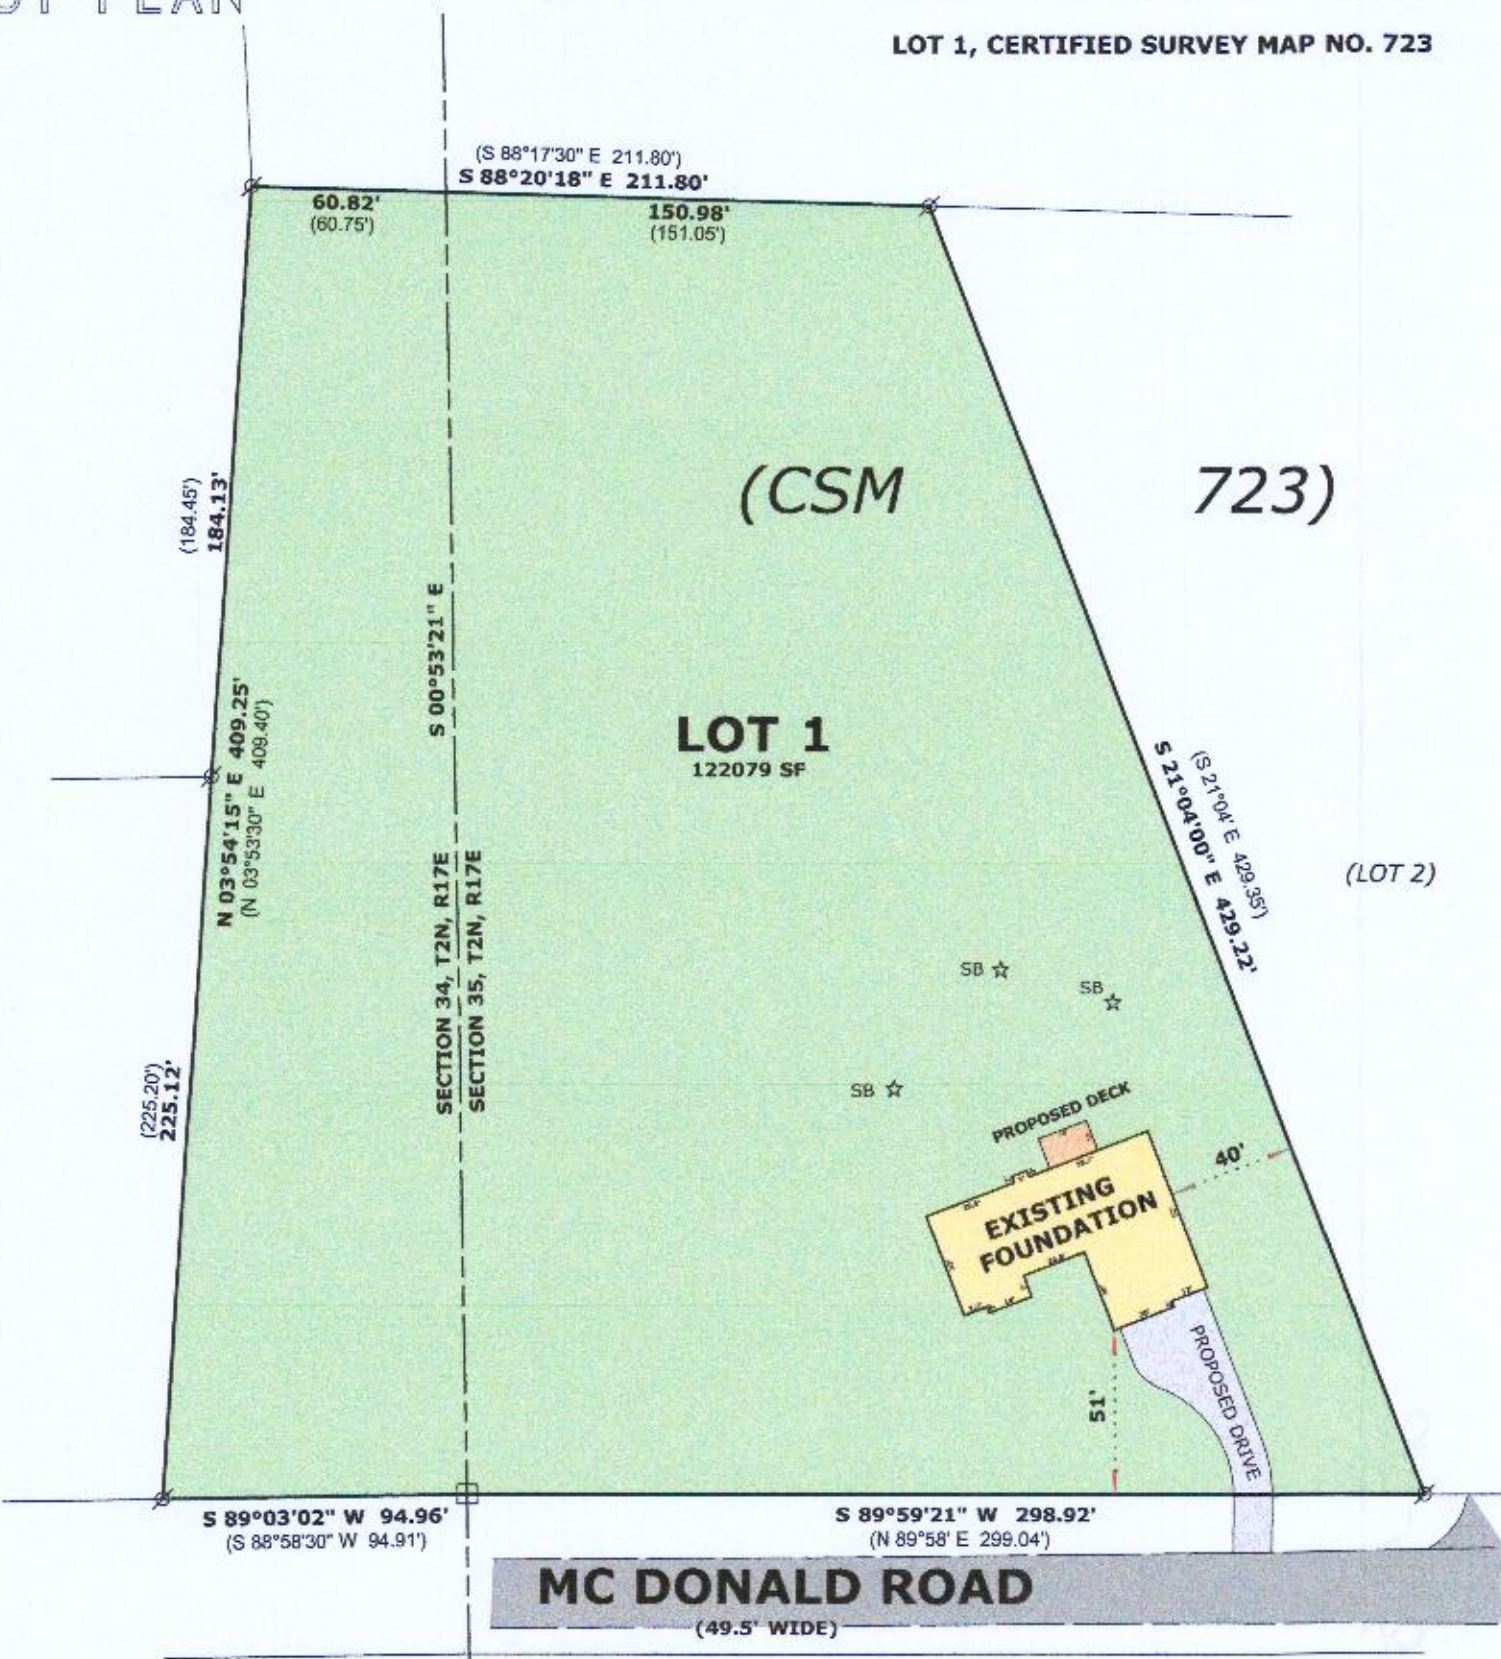 PLAN
LOT 1, CERTIFIED SURVEY MAP NO. 723
(S 88°17'30" E 211.80')
S 88°20'18" E 211.80'
60.82'
(60.75')
150.98'
(151.05')
(CSM 723)
(184.45')
184.13'
S 00°53'21" E
N 03°54'15" E 409.25'
(N 03°53'30" E 409.40')
LOT 1
122079 SF
(S 21°04' E 429.35')
S 21°04'00" E 429.22'
(LOT 2)
SECTION 34, T2N, R17E
SECTION 35, T2N, R17E
SB
SB
SB
(225.20')
225.12'
PROPOSED DECK
40'
EXISTING
FOUNDATION
PROPOSED DRIVE
51'
S 89°03'02" W 94.96'
(S 88°58'30" W 94.91')
S 89°59'21" W 298.92'
(N 89°58' E 299.04')
MC DONALD ROAD
(49.5' WIDE)